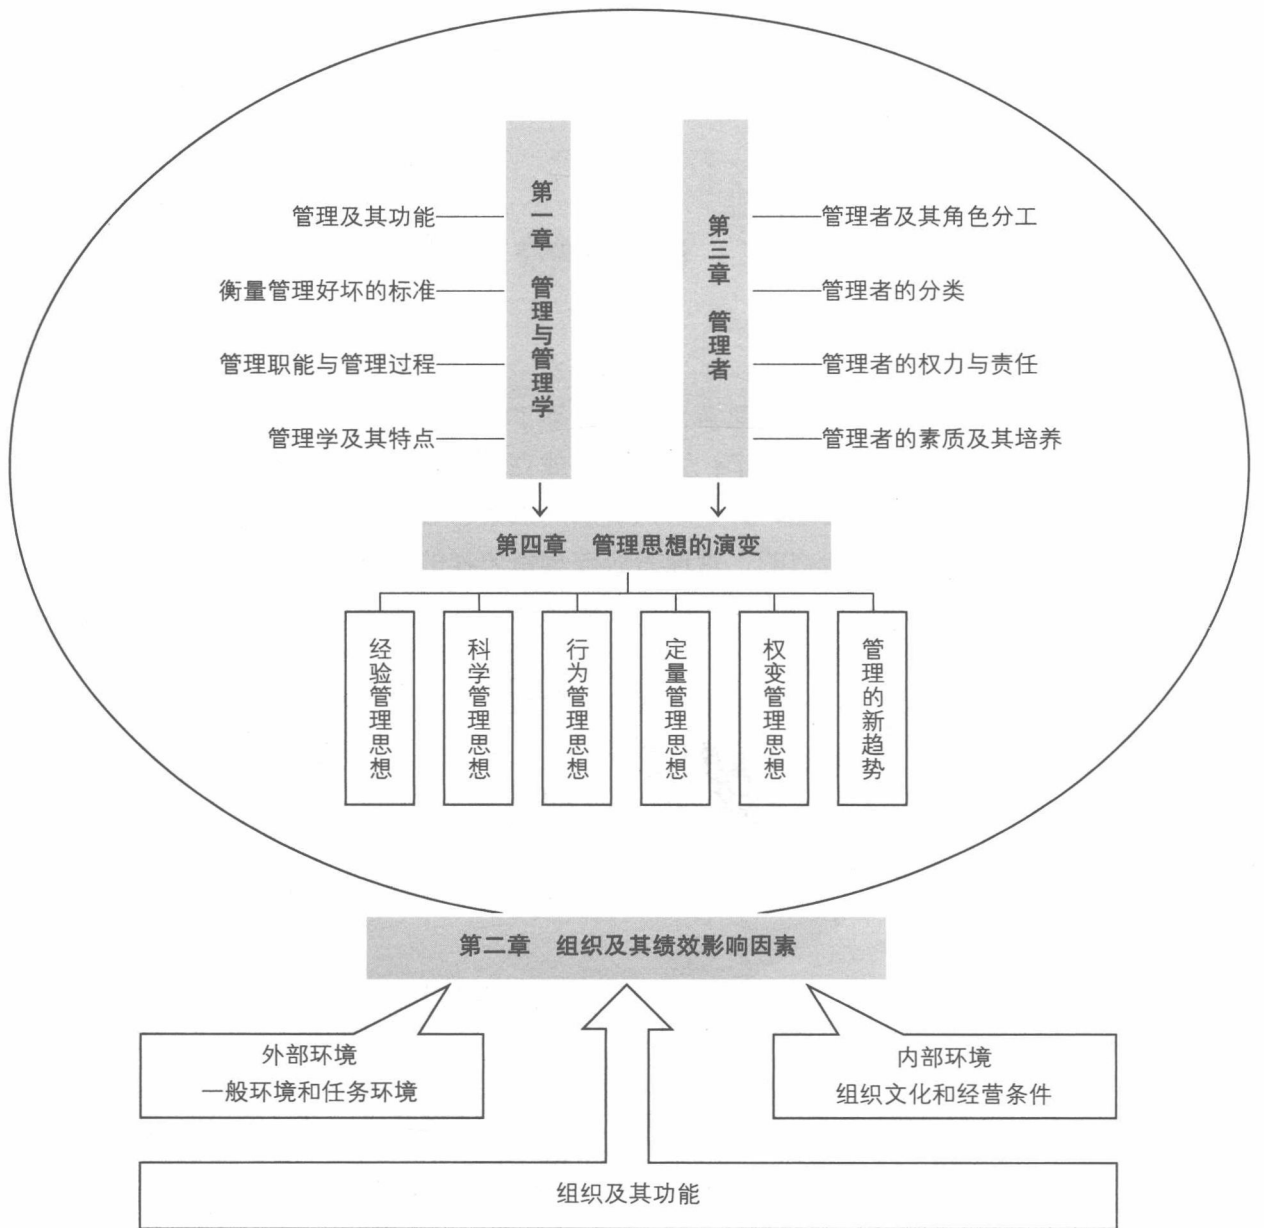 第一章 管理与管理学
管理及其功能
衡量管理好坏的标准
管理职能与管理过程
管理学及其特点
第三章 管理者
管理者及其角色分工
管理者的分类
管理者的权力与责任
管理者的素质及其培养
第四章 管理思想的演变
经验管理思想
科学管理思想
行为管理思想
定量管理思想
权变管理思想
管理的新趋势
第二章 组织及其绩效影响因素
外部环境
一般环境和任务环境
内部环境
组织文化和经营条件
组织及其功能